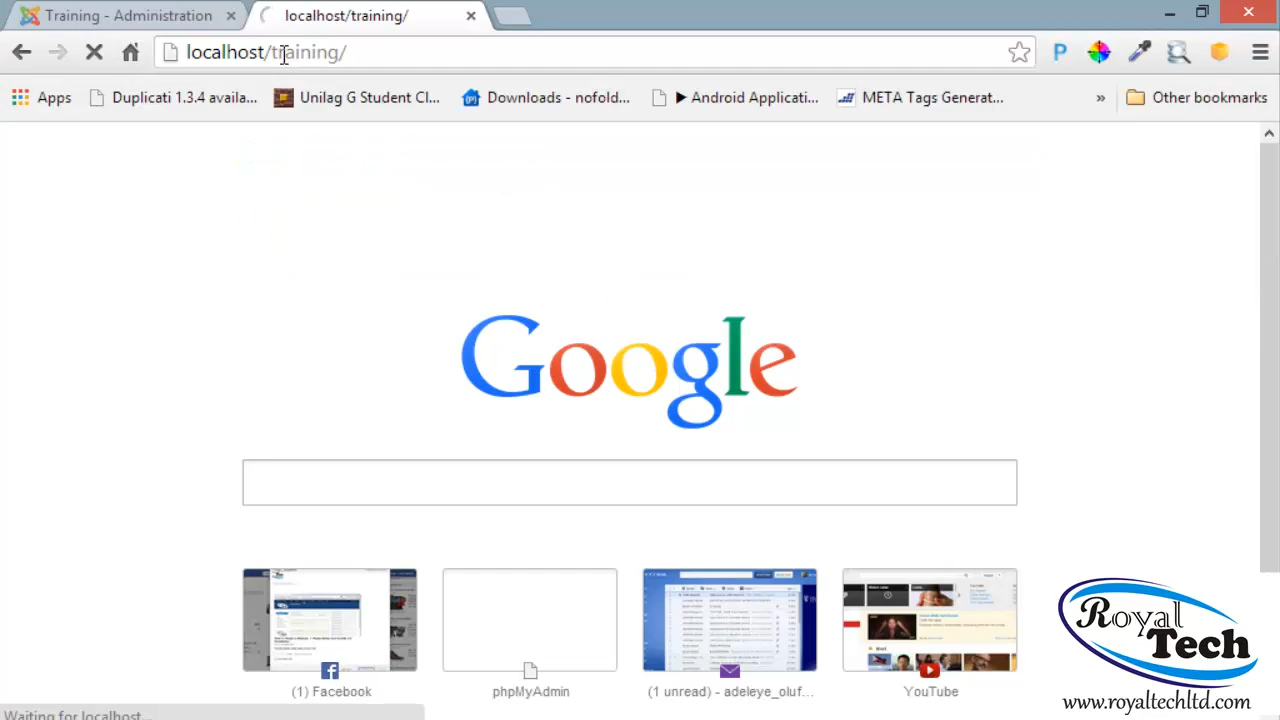 Training - Administration
localhost/training/
localhost/training/
Apps
Duplicati 1.3.4 availa...
Unilag G Student Cl...
Downloads - nofold...
▶ Android Applicati...
META Tags Generat...
»
Other bookmarks
Google
(1) Facebook
phpMyAdmin
(1 unread) - adeleye_oluf...
YouTube
Royal
Tech
www.royaltechltd.com
Waiting for localhost...